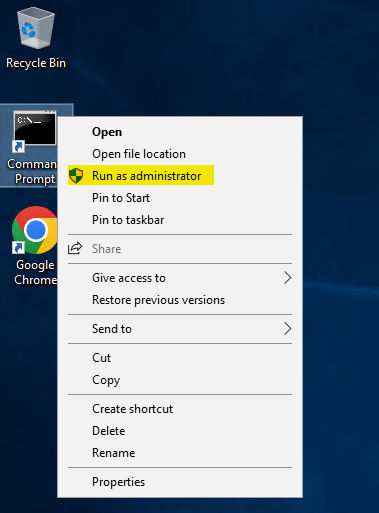 Recycle Bin
C:\_
Command
Prompt
Google
Chrome
Open
Open file location
Run as administrator
Pin to Start
Pin to taskbar
Share
Give access to
Restore previous versions
Send to
Cut
Copy
Create shortcut
Delete
Rename
Properties